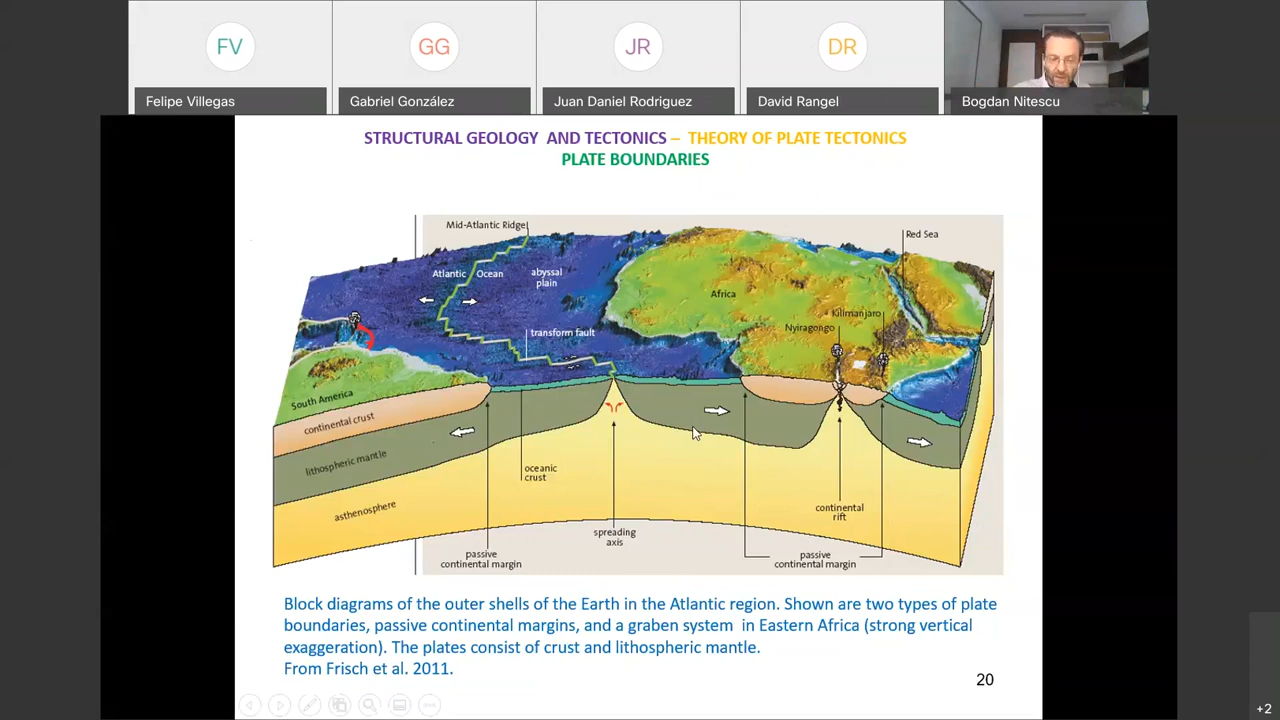 FV
GG
JR
DR
Felipe Villegas
Gabriel González
Juan Daniel Rodriguez
David Rangel
Bogdan Nitescu
STRUCTURAL GEOLOGY AND TECTONICS – THEORY OF PLATE TECTONICS
PLATE BOUNDARIES
Mid-Atlantic Ridge
Red Sea
Atlantic Ocean
abyssal
plain
Africa
Kilimanjaro
Nyiragongo
transform fault
South America
continental crust
lithospheric mantle
asthenosphere
oceanic
crust
continental
rift
spreading
axis
passive
continental margin
passive
continental margin
Block diagrams of the outer shells of the Earth in the Atlantic region. Shown are two types of plate
boundaries, passive continental margins, and a graben system in Eastern Africa (strong vertical
exaggeration). The plates consist of crust and lithospheric mantle.
From Frisch et al. 2011.
20
+2